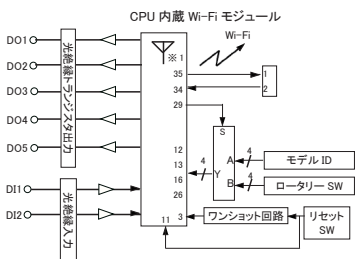 CPU 内蔵 Wi-Fi モジュール
Wi-Fi
※1
DO1
DO2
DO3
DO4
DO5
光絶縁トランジスタ出力
DI1
DI2
光絶縁入力
35
34
29
1
2
S
A
B
Y
4
4
4
12
13
16
26
モデル ID
ロータリー SW
11
3
ワンショット回路
リセット
SW